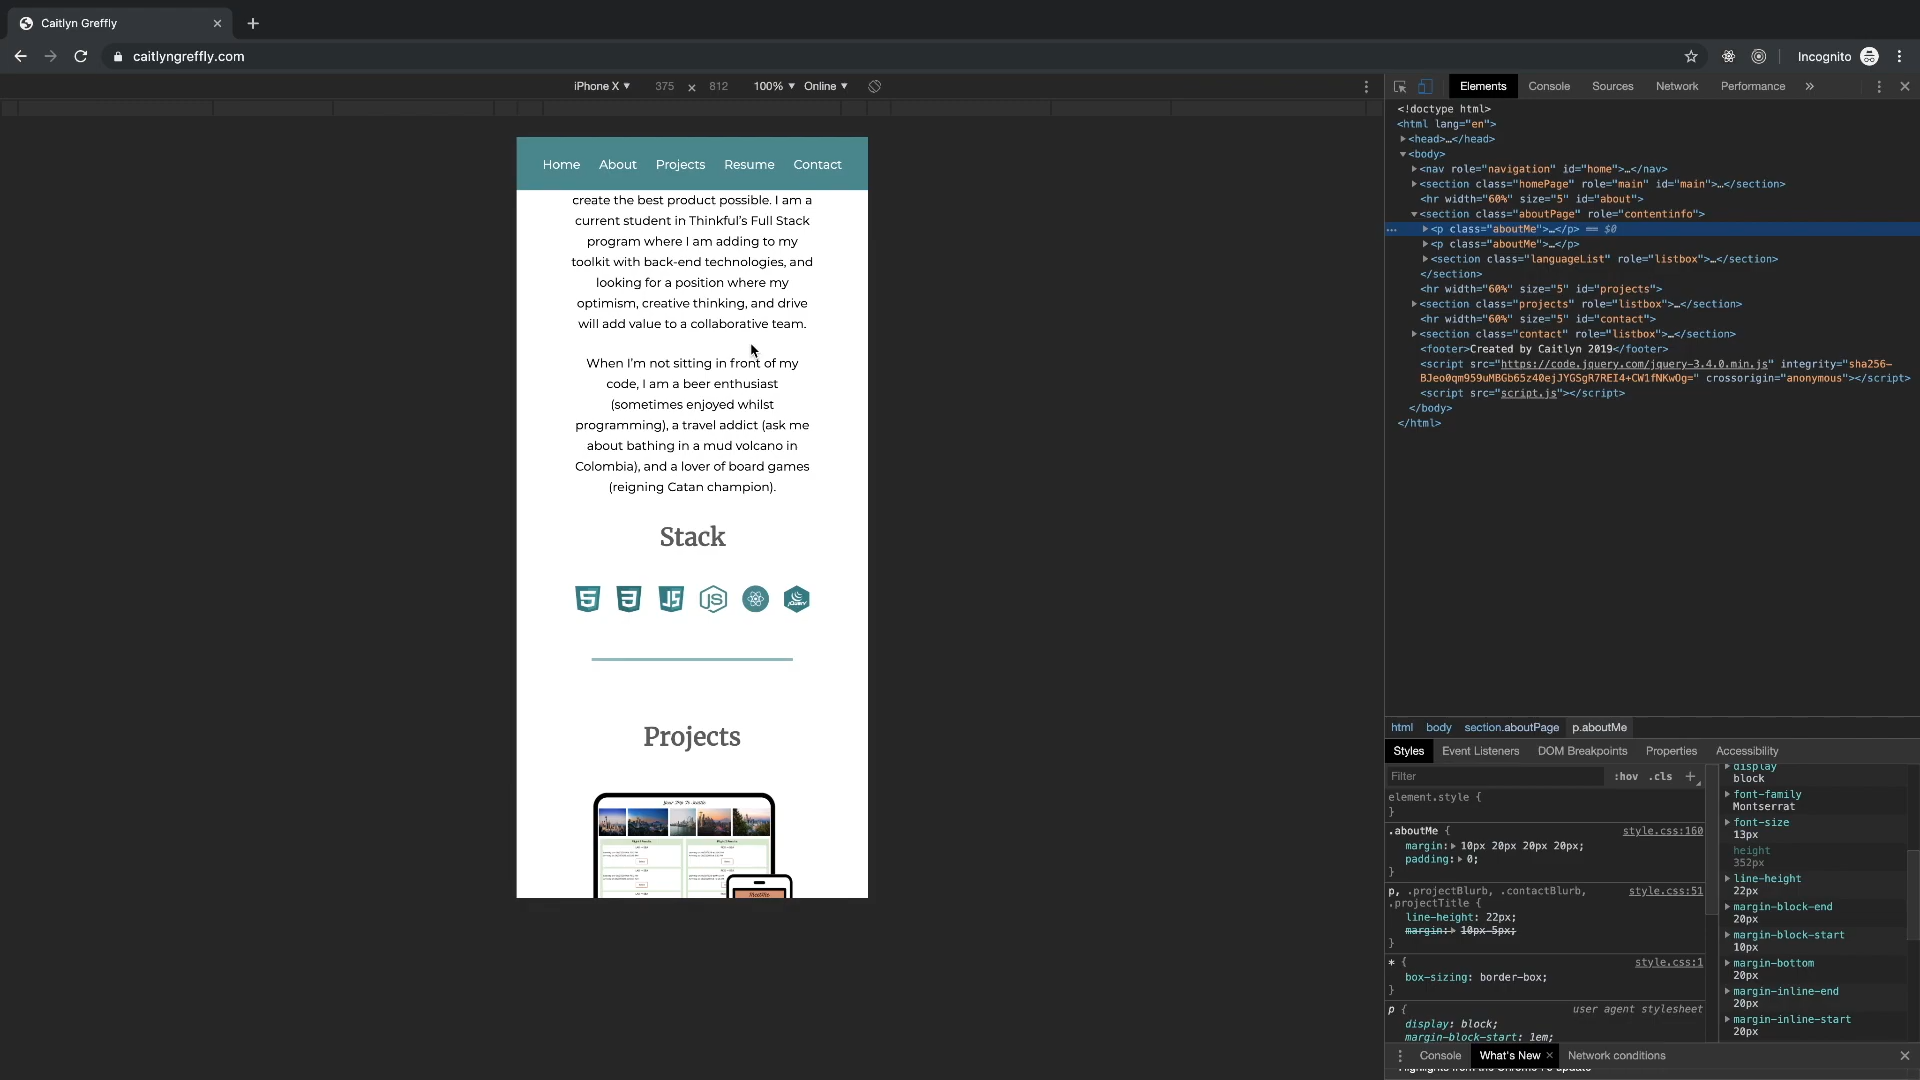 Caitlyn Greffly
caitlyngreffly.com
Incognito
iPhone X ▾ 375 × 812 100% ▾ Online ▾
Elements Console Sources Network Performance »
Home About Projects Resume Contact
create the best product possible. I am a
current student in Thinkful’s Full Stack
program where I am adding to my
toolkit with back-end technologies, and
looking for a position where my
optimism, creative thinking, and drive
will add value to a collaborative team.
When I’m not sitting in front of my
code, I am a beer enthusiast
(sometimes enjoyed whilst
programming), a travel addict (ask me
about bathing in a mud volcano in
Colombia), and a lover of board games
(reigning Catan champion).
Stack
JS JS jQuery
Projects
<!doctype html>
<html lang="en">
<head>…</head>
<body>
<nav role="navigation" id="home">…</nav>
<section class="homePage" role="main" id="main">…</section>
<hr width="60%" size="5" id="about">
<section class="aboutPage" role="contentinfo">
<p class="aboutMe">…</p> == $0
<p class="aboutMe">…</p>
<section class="languageList" role="listbox">…</section>
</section>
<hr width="60%" size="5" id="projects">
<section class="projects" role="listbox">…</section>
<hr width="60%" size="5" id="contact">
<section class="contact" role="listbox">…</section>
<footer>Created by Caitlyn 2019</footer>
<script src="https://code.jquery.com/jquery-3.4.0.min.js" integrity="sha256-
BJeo0qm959uMBGb65z40ejJYGSgR7REI4+CW1fNKwOg=" crossorigin="anonymous"></script>
<script src="script.js"></script>
</body>
</html>
html body section.aboutPage p.aboutMe
Styles Event Listeners DOM Breakpoints Properties Accessibility
Filter :hov .cls +
element.style {
}
.aboutMe { style.css:160
margin: 10px 20px 20px 20px;
padding: 0;
}
p, .projectBlurb, .contactBlurb, style.css:51
.projectTitle {
line-height: 22px;
margin: 10px 5px;
}
* { style.css:1
box-sizing: border-box;
}
p { user agent stylesheet
display: block;
margin-block-start: 1em;
display
block
font-family
Montserrat
font-size
13px
height
352px
line-height
22px
margin-block-end
20px
margin-block-start
10px
margin-bottom
20px
margin-inline-end
20px
margin-inline-start
20px
Console What's New × Network conditions
Highlights from the Chrome update